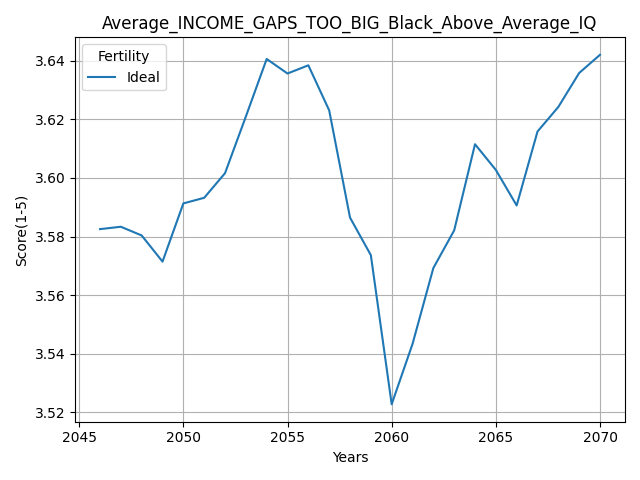 Average_INCOME_GAPS_TOO_BIG_Black_Above_Average_IQ
Fertility
Ideal
Score(1-5)
3.64
3.62
3.60
3.58
3.56
3.54
3.52
2045 2050 2055 2060 2065 2070
Years